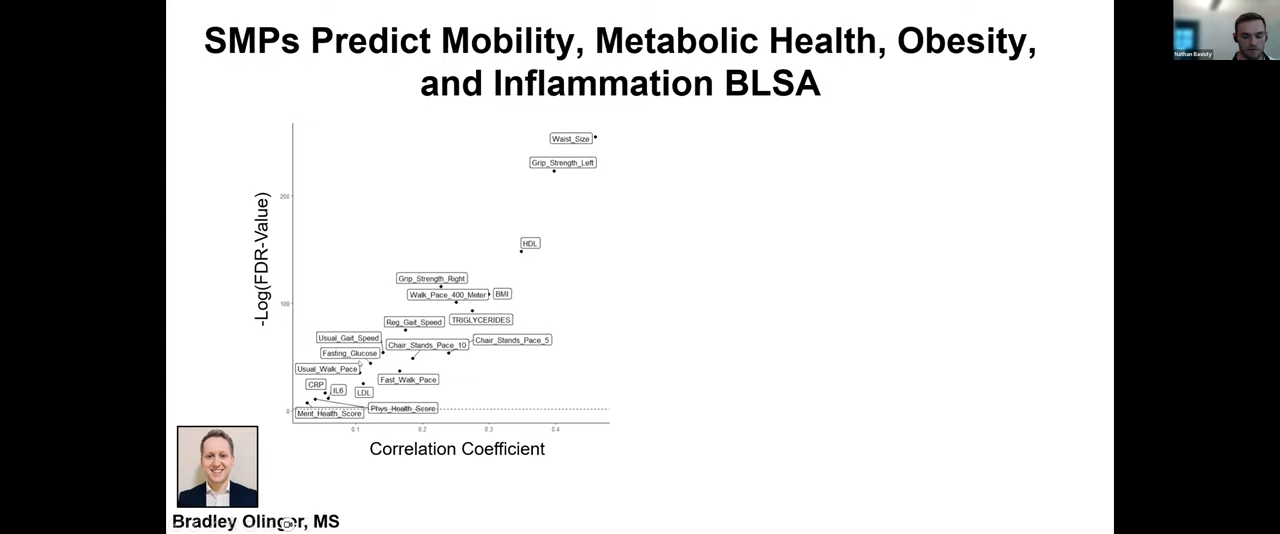 SMPs Predict Mobility, Metabolic Health, Obesity,
and Inflammation BLSA
Nathan Basisty
Waist_Size
Grip_Strength_Left
200
HDL
Grip_Strength_Right
Walk_Pace_400_Meter
BMI
100
TRIGLYCERIDES
Reg_Gait_Speed
Usual_Gait_Speed
Chair_Stands_Pace_5
Chair_Stands_Pace_10
Fasting_Glucose
Usual_Walk_Pace
Fast_Walk_Pace
CRP
IL6
LDL
Phys_Health_Score
Ment_Health_Score
0
0.1
0.2
0.3
0.4
-Log(FDR-Value)
Correlation Coefficient
Bradley Olinger, MS